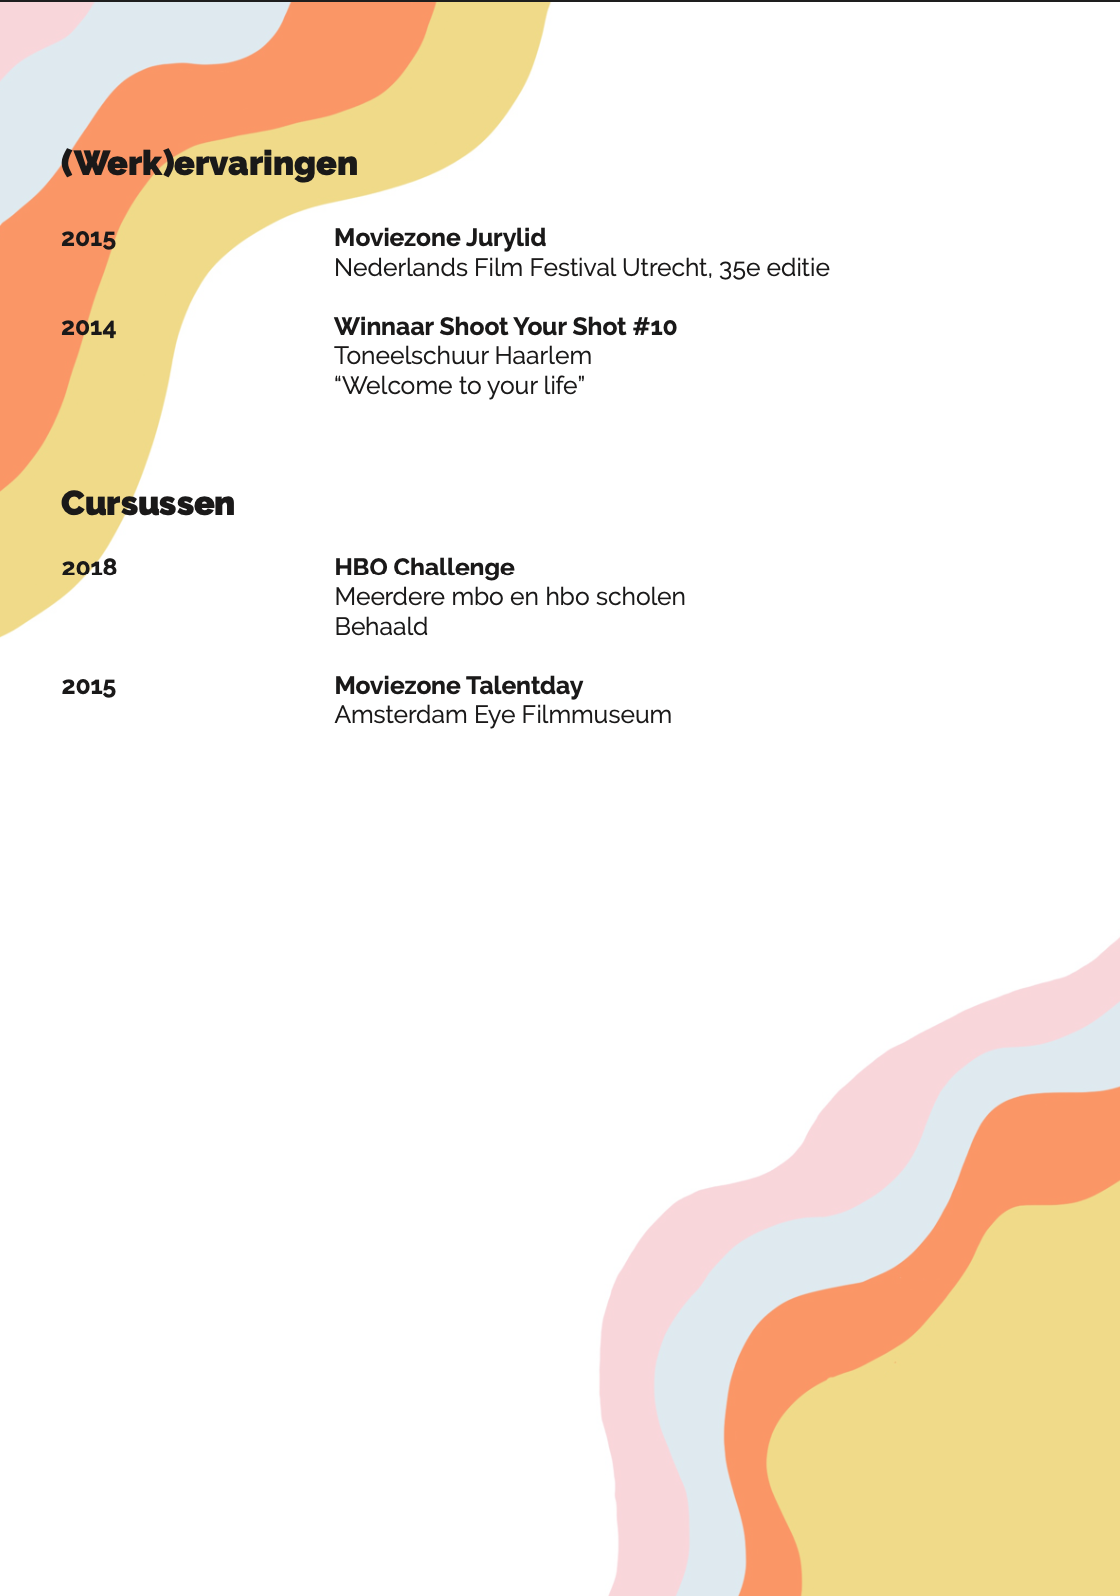 (Werk)ervaringen
2015 Moviezone Jurylid
Nederlands Film Festival Utrecht, 35e editie
2014 Winnaar Shoot Your Shot #10
Toneelschuur Haarlem
“Welcome to your life”
Cursussen
2018 HBO Challenge
Meerdere mbo en hbo scholen
Behaald
2015 Moviezone Talentday
Amsterdam Eye Filmmuseum